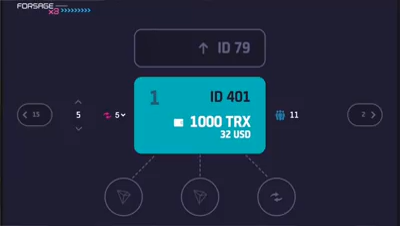 FORSAGE
x3
ID 79
1
ID 401
1000 TRX
32 USD
15
5
5
11
2